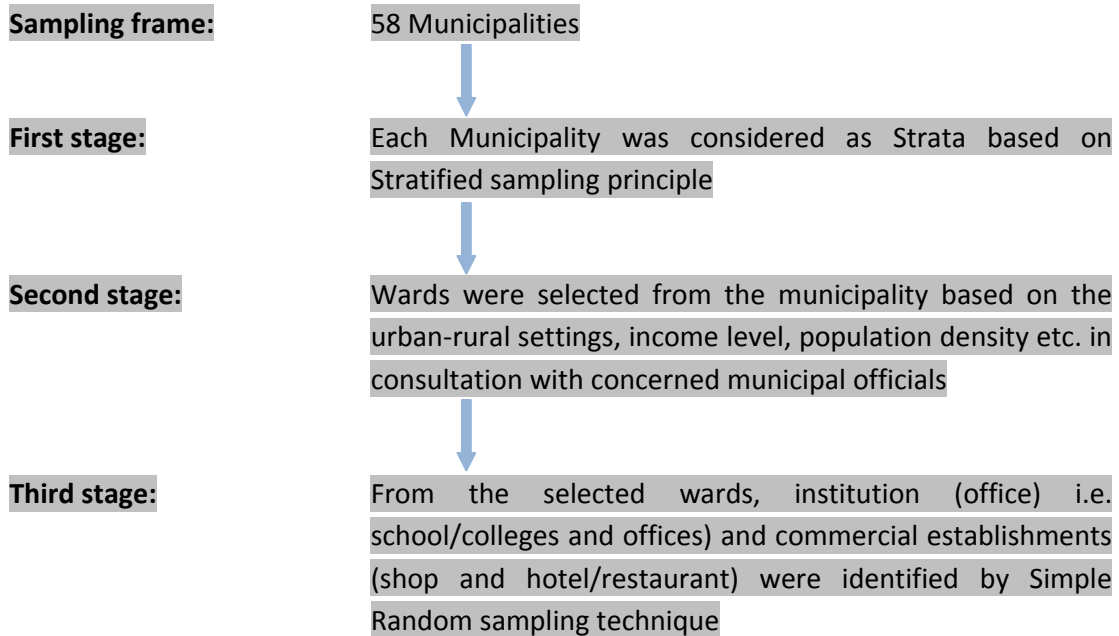 Sampling frame: 58 Municipalities
First stage: Each Municipality was considered as Strata based on
Stratified sampling principle
Second stage: Wards were selected from the municipality based on the
urban-rural settings, income level, population density etc. in
consultation with concerned municipal officials
Third stage: From the selected wards, institution (office) i.e.
school/colleges and offices) and commercial establishments
(shop and hotel/restaurant) were identified by Simple
Random sampling technique